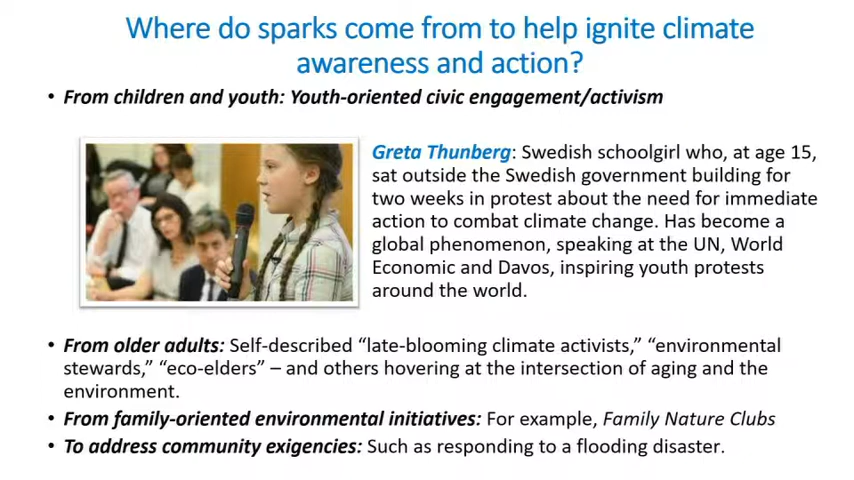 Where do sparks come from to help ignite climate
awareness and action?
• From children and youth: Youth-oriented civic engagement/activism
Greta Thunberg: Swedish schoolgirl who, at age 15,
sat outside the Swedish government building for
two weeks in protest about the need for immediate
action to combat climate change. Has become a
global phenomenon, speaking at the UN, World
Economic and Davos, inspiring youth protests
around the world.
• From older adults: Self-described “late-blooming climate activists,” “environmental
stewards,” “eco-elders” – and others hovering at the intersection of aging and the
environment.
• From family-oriented environmental initiatives: For example, Family Nature Clubs
• To address community exigencies: Such as responding to a flooding disaster.